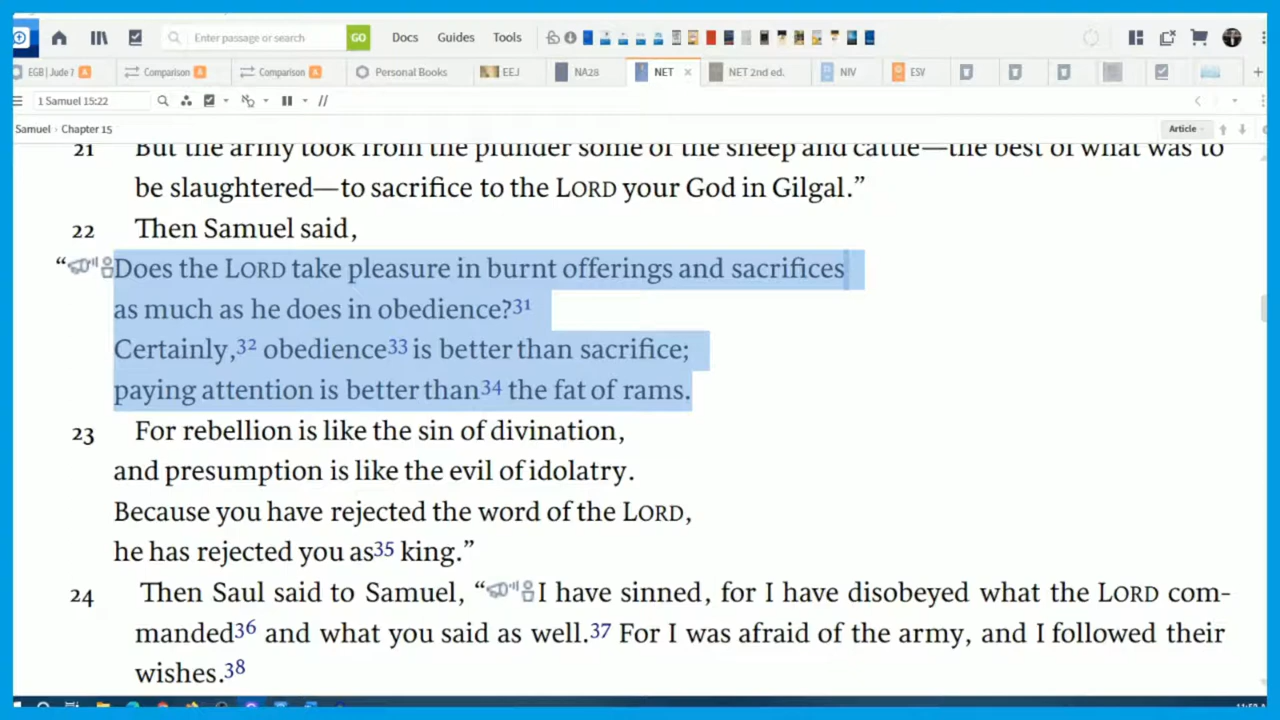 Enter passage or search GO Docs Guides Tools
EGB | Jude 7 A Comparison A Comparison A Personal Books EEJ NA28 NET × NET 2nd ed. NIV ESV +
1 Samuel 15:22 //
Samuel › Chapter 15 Article
21 But the army took from the plunder some of the sheep and cattle—the best of what was to
be slaughtered—to sacrifice to the LORD your God in Gilgal.”
22 Then Samuel said,
“Does the LORD take pleasure in burnt offerings and sacrifices
as much as he does in obedience?31
Certainly,32 obedience33 is better than sacrifice;
paying attention is better than34 the fat of rams.
23 For rebellion is like the sin of divination,
and presumption is like the evil of idolatry.
Because you have rejected the word of the LORD,
he has rejected you as35 king.”
24 Then Saul said to Samuel, “I have sinned, for I have disobeyed what the LORD com-
manded36 and what you said as well.37 For I was afraid of the army, and I followed their
wishes.38